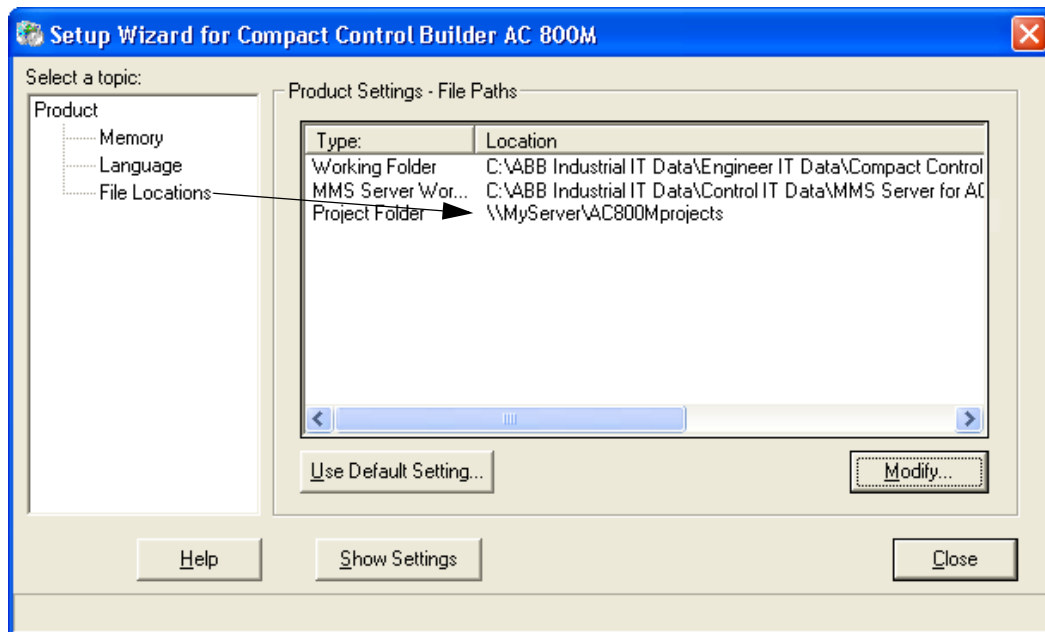 Setup Wizard for Compact Control Builder AC 800M
Select a topic:
Product
Memory
Language
File Locations
Product Settings - File Paths
Type: Location
Working Folder C:\ABB Industrial IT Data\Engineer IT Data\Compact Control
MMS Server Wor... C:\ABB Industrial IT Data\Control IT Data\MMS Server for AC
Project Folder \\MyServer\AC800Mprojects
Use Default Setting...
Modify...
Help
Show Settings
Close